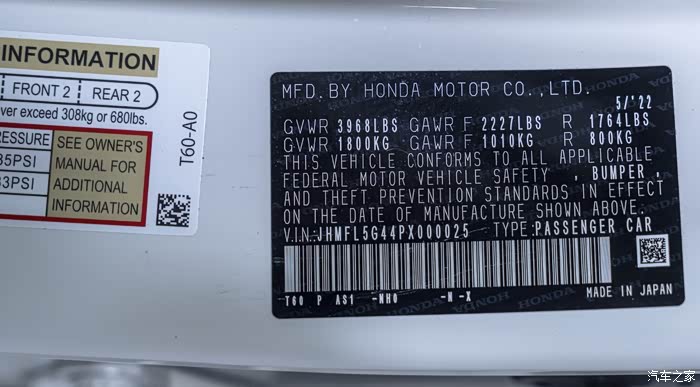 INFORMATION
FRONT 2 REAR 2
ver exceed 308kg or 680lbs.
RESSURE
35PSI
33PSI
SEE OWNER'S
MANUAL FOR
ADDITIONAL
INFORMATION
T60-A0
MFD. BY HONDA MOTOR CO.,LTD.
5/'22
GVWR 3968LBS GAWR F 2227LBS R 1764LBS
GVWR 1800KG GAWR F 1010KG R 800KG
THIS VEHICLE CONFORMS TO ALL APPLICABLE
FEDERAL MOTOR VEHICLE SAFETY , BUMPER ,
AND THEFT PREVENTION STANDARDS IN EFFECT
ON THE DATE OF MANUFACTURE SHOWN ABOVE.
V.I.N:JHMFL5G44PX000025 TYPE:PASSENGER CAR
T60 P AS1 -NH0 -N -X
MADE IN JAPAN
HONDA
汽车之家